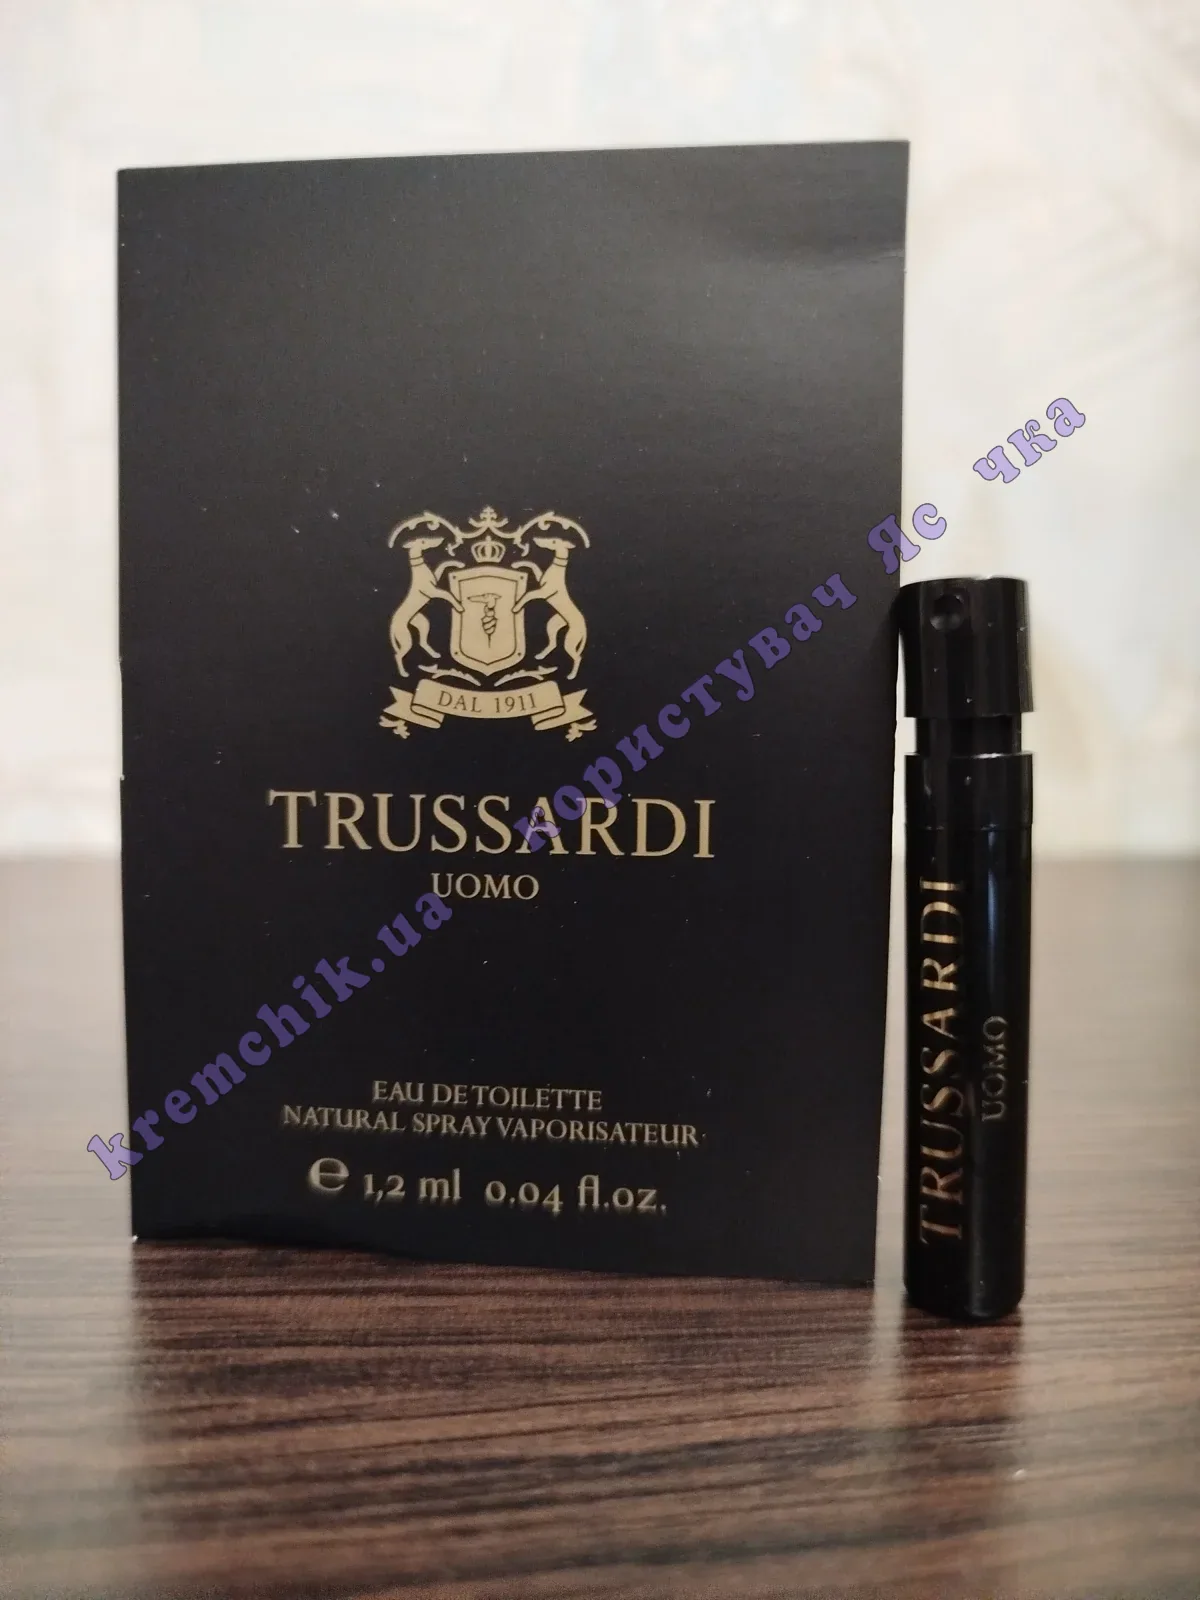 DAL 1911
TRUSSARDI
UOMO
EAU DE TOILETTE
NATURAL SPRAY VAPORISATEUR
e 1,2 ml 0.04 fl.oz.
TRUSSARDI
UOMO
kremchik.ua користувач Яс чка